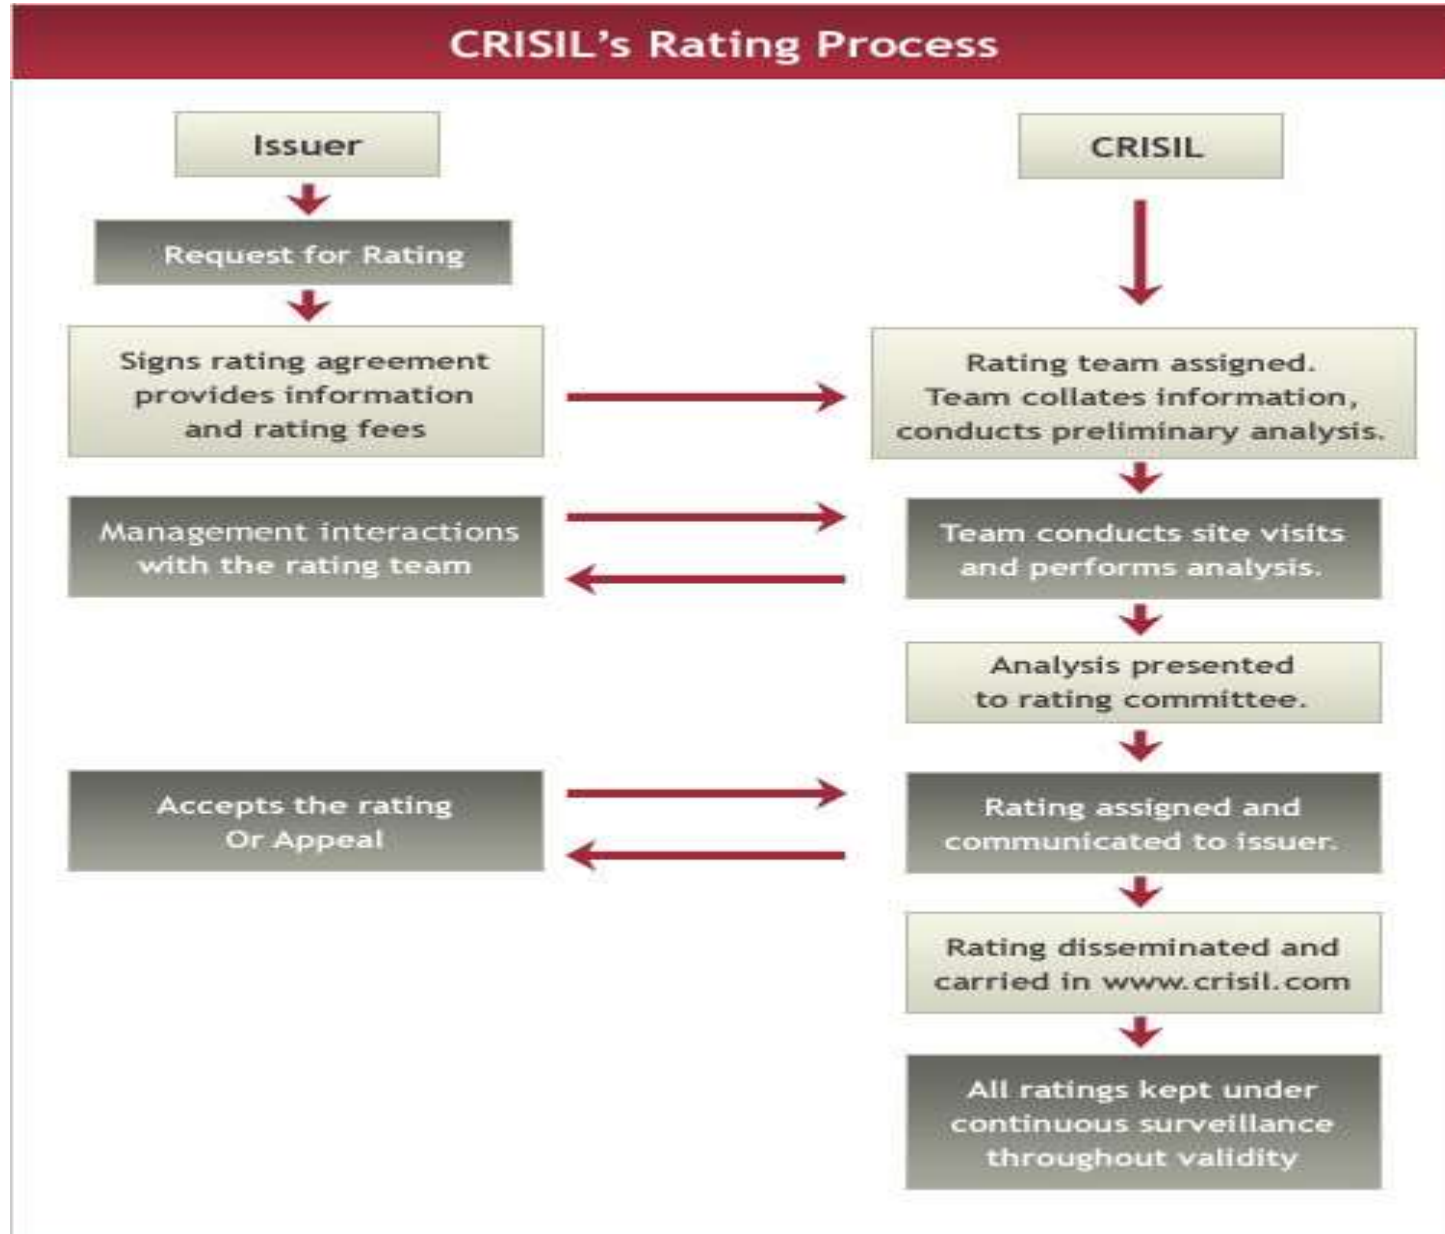 CRISIL's Rating Process
Issuer
CRISIL
Request for Rating
Signs rating agreement
provides information
and rating fees
Rating team assigned.
Team collates information,
conducts preliminary analysis.
Management interactions
with the rating team
Team conducts site visits
and performs analysis.
Analysis presented
to rating committee.
Accepts the rating
Or Appeal
Rating assigned and
communicated to issuer.
Rating disseminated and
carried in www.crisil.com
All ratings kept under
continuous surveillance
throughout validity